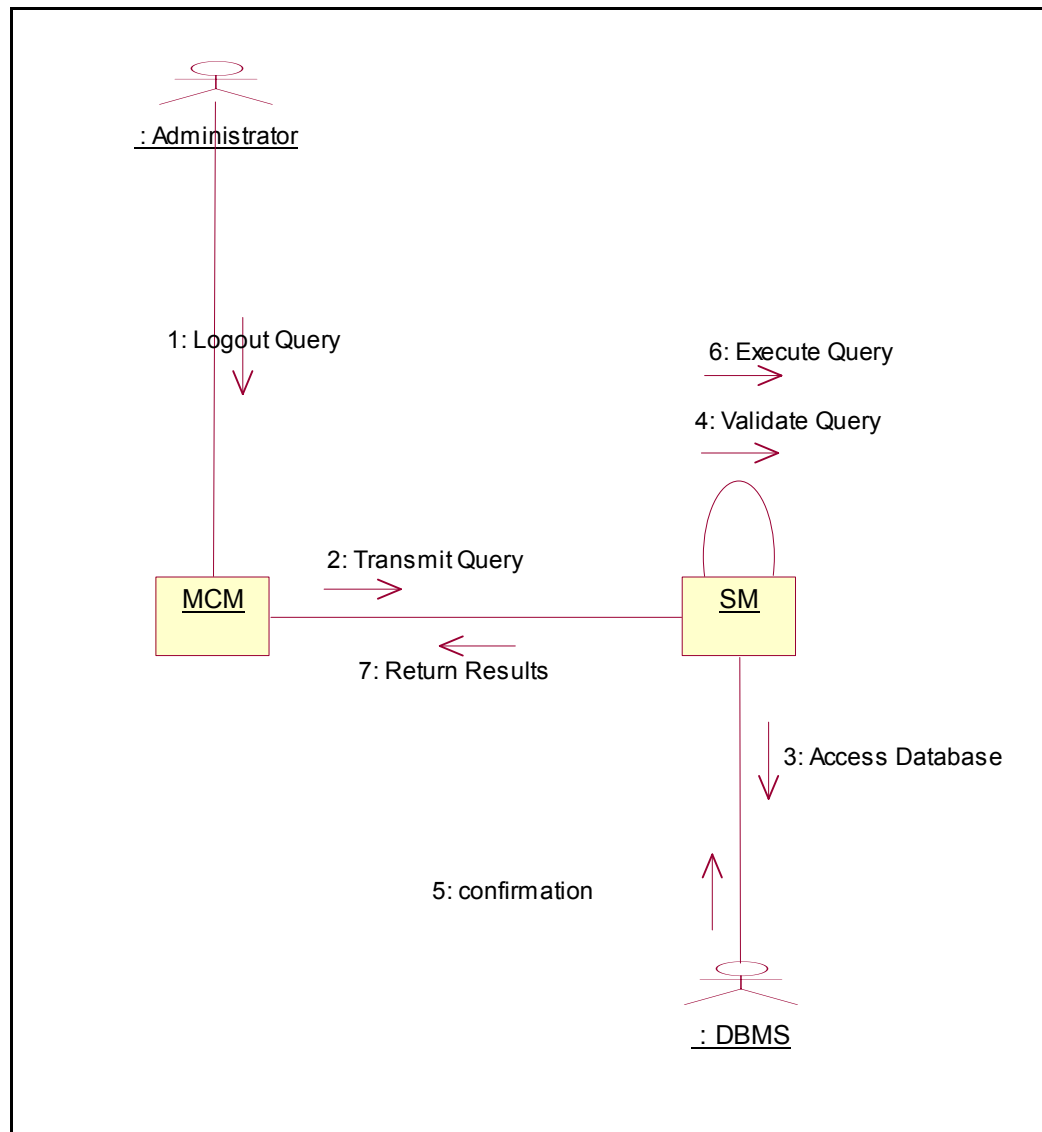 : Administrator
1: Logout Query
6: Execute Query
4: Validate Query
2: Transmit Query
MCM
SM
7: Return Results
3: Access Database
5: confirmation
: DBMS